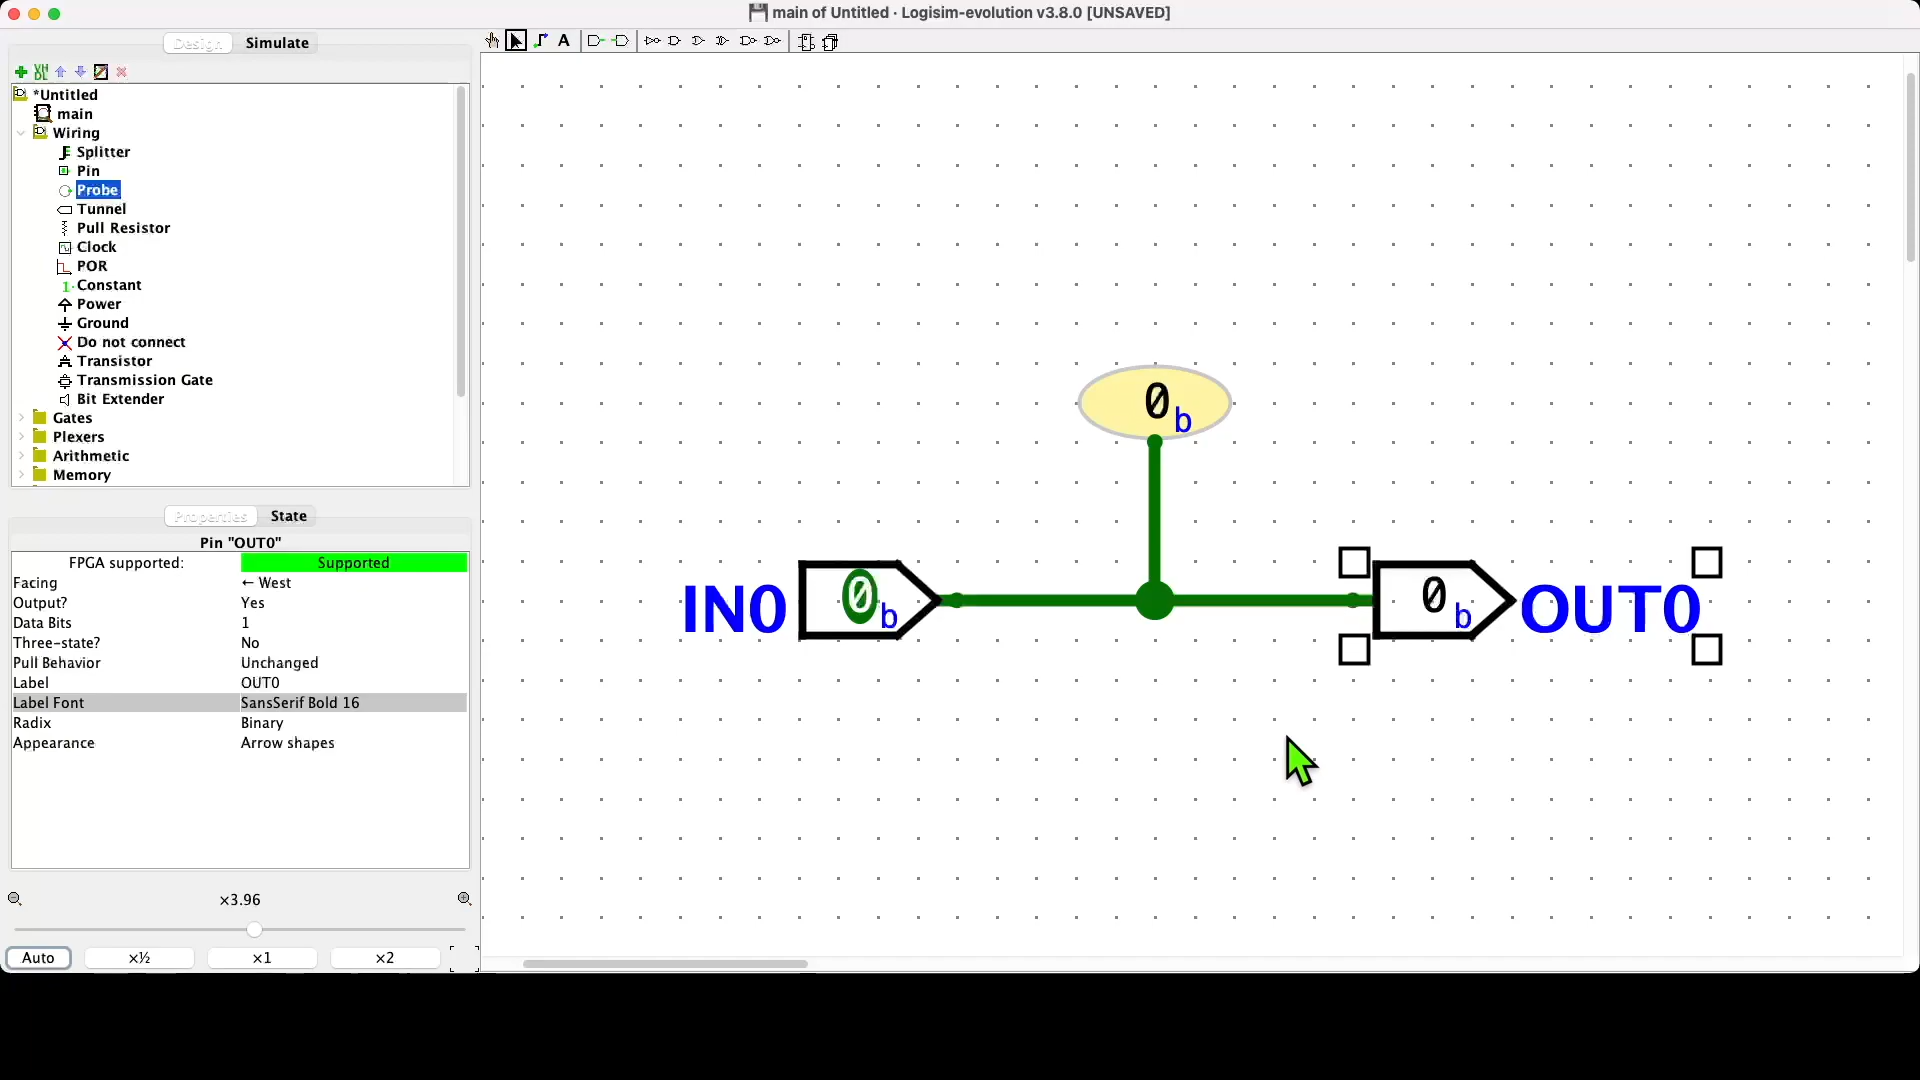 main of Untitled · Logisim-evolution v3.8.0 [UNSAVED]
Design Simulate
A
VH
DL
*Untitled
main
Wiring
Splitter
Pin
Probe
Tunnel
Pull Resistor
Clock
POR
Constant
Power
Ground
Do not connect
Transistor
Transmission Gate
Bit Extender
Gates
Plexers
Arithmetic
Memory
Properties State
Pin "OUT0"
FPGA supported: Supported
Facing ← West
Output? Yes
Data Bits 1
Three-state? No
Pull Behavior Unchanged
Label OUT0
Label Font SansSerif Bold 16
Radix Binary
Appearance Arrow shapes
×3.96
Auto ×½ ×1 ×2
0b
IN0 0b 0b OUT0